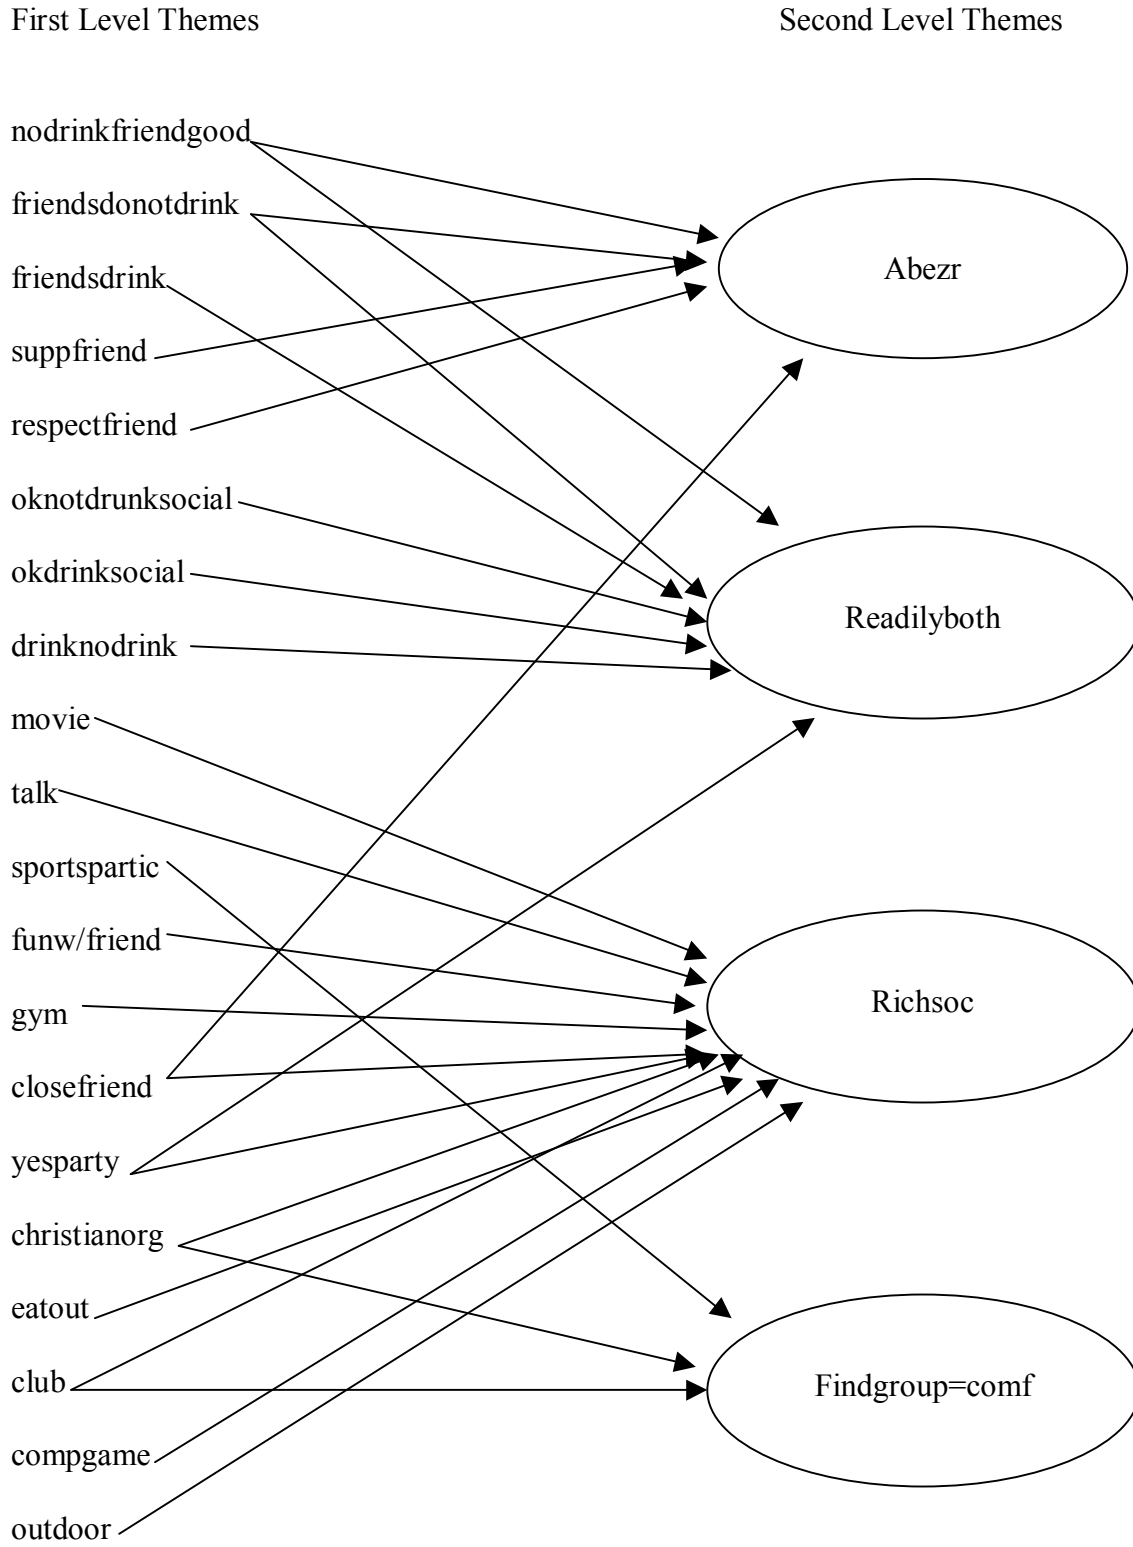 First Level Themes
Second Level Themes
nodrinkfriendgood
friendsdonotdrink
friendsdrink
suppfriend
respectfriend
oknotdrunksocial
okdrinksocial
drinknodrink
movie
talk
sportspartic
funw/friend
gym
closefriend
yesparty
christianorg
eatout
club
compgame
outdoor
Abezr
Readilyboth
Richsoc
Findgroup=comf